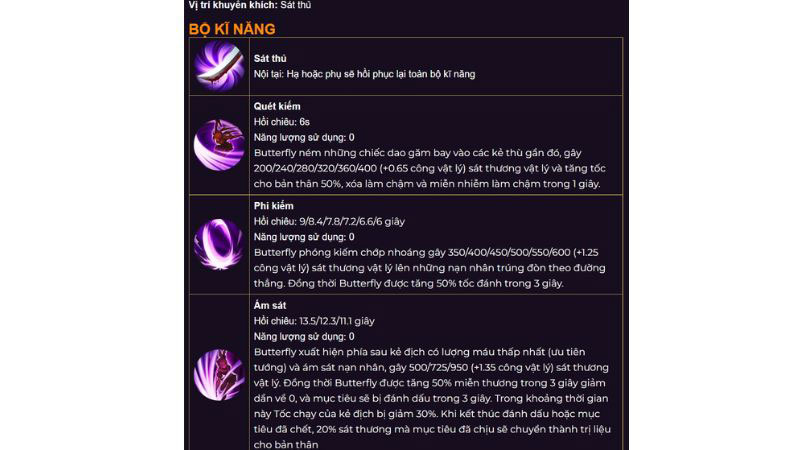 Vị trí khuyến khích: Sát thủ
BỘ KĨ NĂNG
Sát thủ
Nội tại: Hạ hoặc phụ sẽ hồi phục lại toàn bộ kĩ năng
Quét kiếm
Hồi chiêu: 6s
Năng lượng sử dụng: 0
Butterfly ném những chiếc dao găm bay vào các kẻ thù gần đó, gây
200/240/280/320/360/400 (+0.65 công vật lý) sát thương vật lý và tăng tốc
cho bản thân 50%, xóa làm chậm và miễn nhiễm làm chậm trong 1 giây.
Phi kiếm
Hồi chiêu: 9/8.4/7.8/7.2/6.6/6 giây
Năng lượng sử dụng: 0
Butterfly phóng kiếm chớp nhoáng gây 350/400/450/500/550/600 (+1.25
công vật lý) sát thương vật lý lên những nạn nhân trúng đòn theo đường
thẳng. Đồng thời Butterfly được tăng 50% tốc đánh trong 3 giây.
Ám sát
Hồi chiêu: 13.5/12.3/11.1 giây
Năng lượng sử dụng: 0
Butterfly xuất hiện phía sau kẻ địch có lượng máu thấp nhất (ưu tiên
tướng) và ám sát nạn nhân, gây 500/725/950 (+1.35 công vật lý) sát thương
vật lý. Đồng thời Butterfly được tăng 50% miễn thương trong 3 giây giảm
dần về 0, và mục tiêu sẽ bị đánh dấu trong 3 giây. Trong khoảng thời gian
này Tốc chạy của kẻ địch bị giảm 30%. Khi kết thúc đánh dấu hoặc mục
tiêu đã chết, 20% sát thương mà mục tiêu đã chịu sẽ chuyển thành trị liệu
cho bản thân